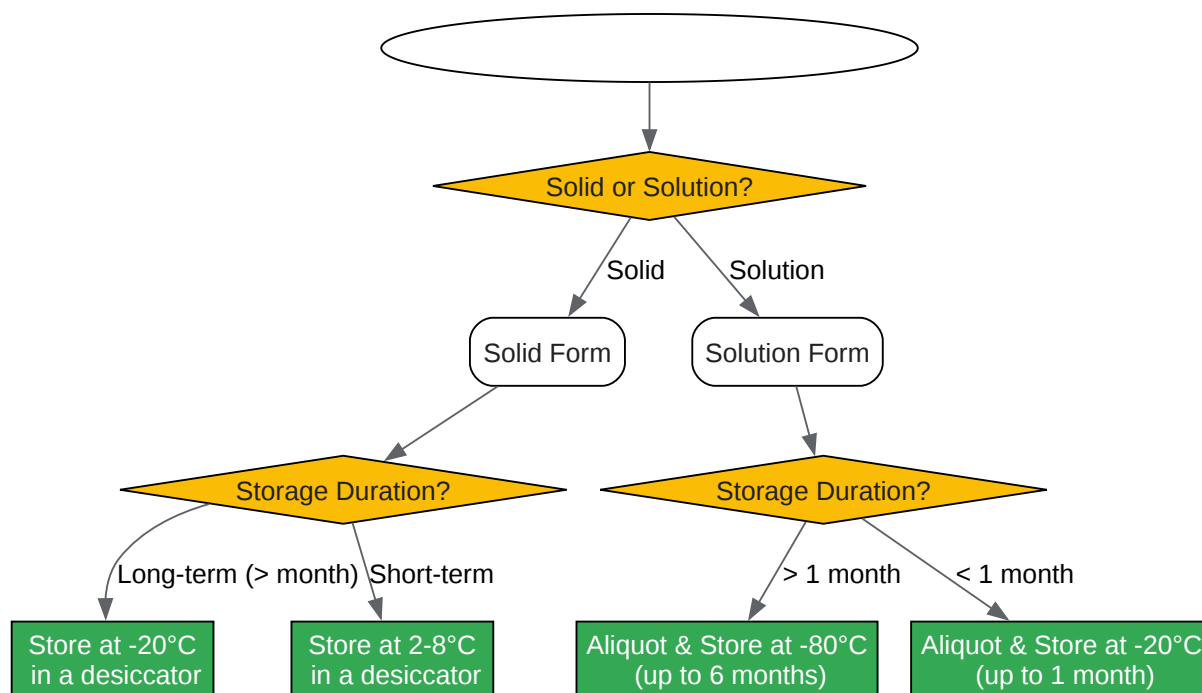 Solid or Solution?
Solid
Solution
Solid Form
Solution Form
Storage Duration?
Storage Duration?
Long-term (> month)
Short-term
> 1 month
< 1 month
Store at -20°C
in a desiccator
Store at 2-8°C
in a desiccator
Aliquot & Store at -80°C
(up to 6 months)
Aliquot & Store at -20°C
(up to 1 month)